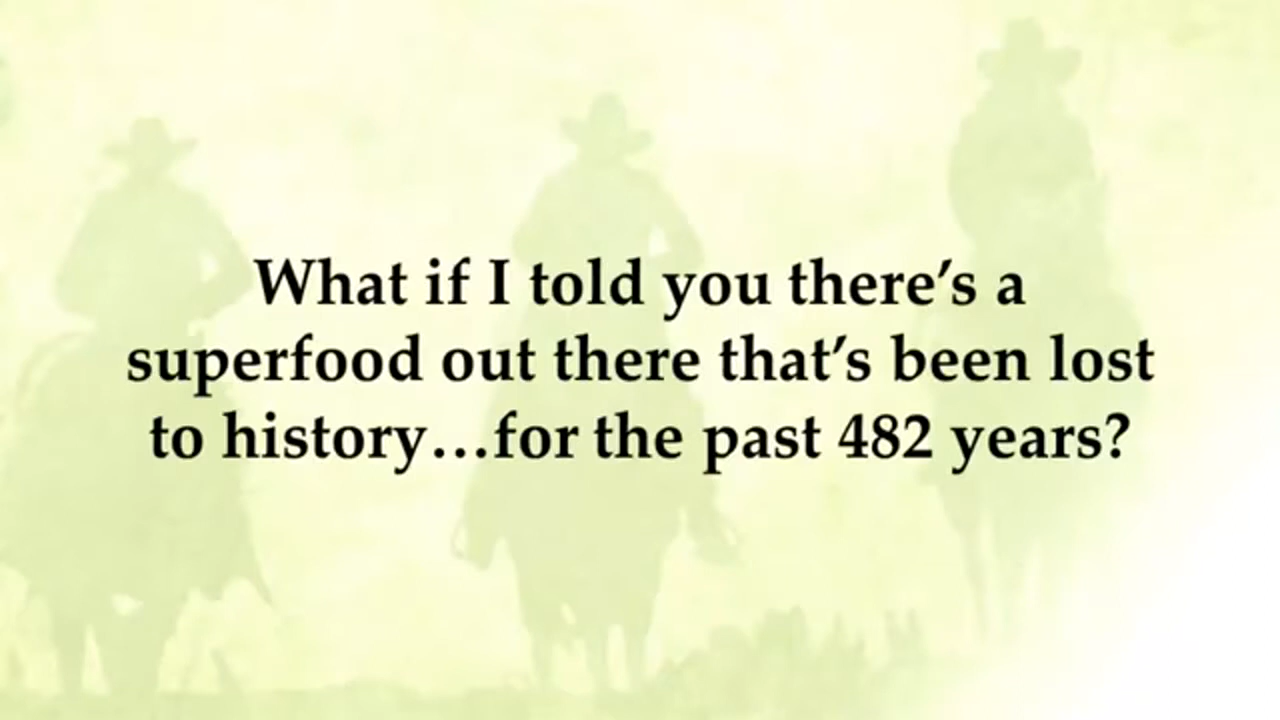 What if I told you there’s a
superfood out there that’s been lost
to history…for the past 482 years?